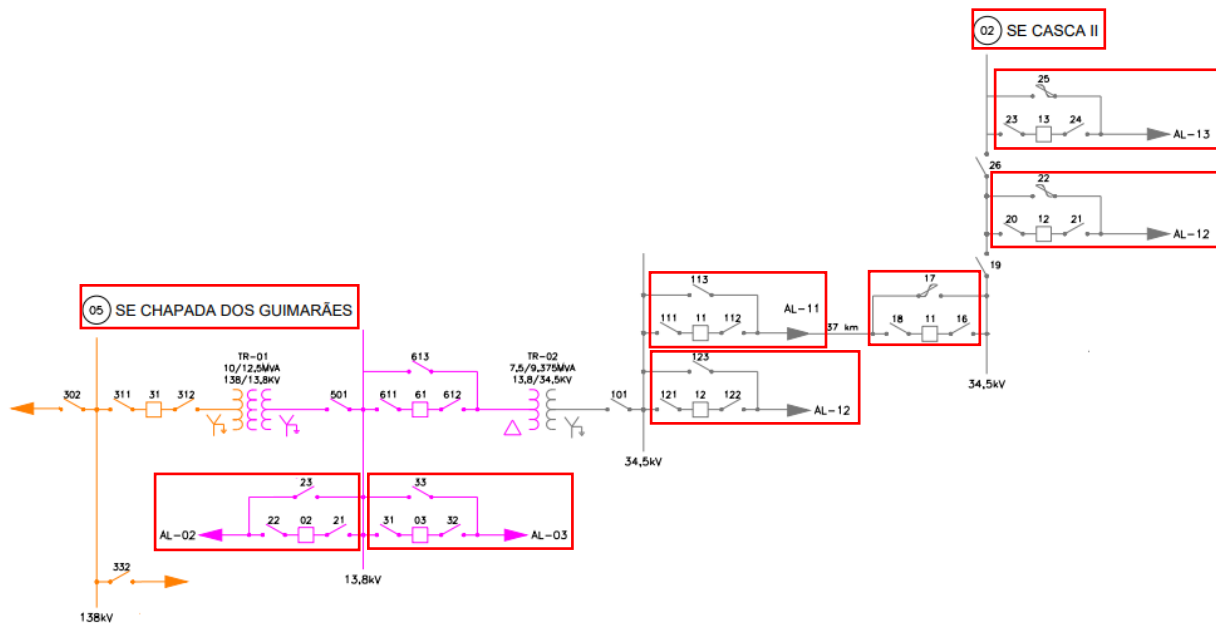 02 SE CASCA II
25
23 13 24 AL-13
26
22
20 12 21 AL-12
19
113
111 11 112 AL-11
37 km
17
18 11 16
34,5kV
05 SE CHAPADA DOS GUIMARÃES
TR-01
10/12,5MVA
138/13,8KV
613
TR-02
7,5/9,375MVA
13,8/34,5KV
123
302 311 31 312 501 611 61 612 101 121 12 122
AL-12
34,5kV
23
22 02 21
AL-02
33
31 03 32
AL-03
332
13,8kV
138kV